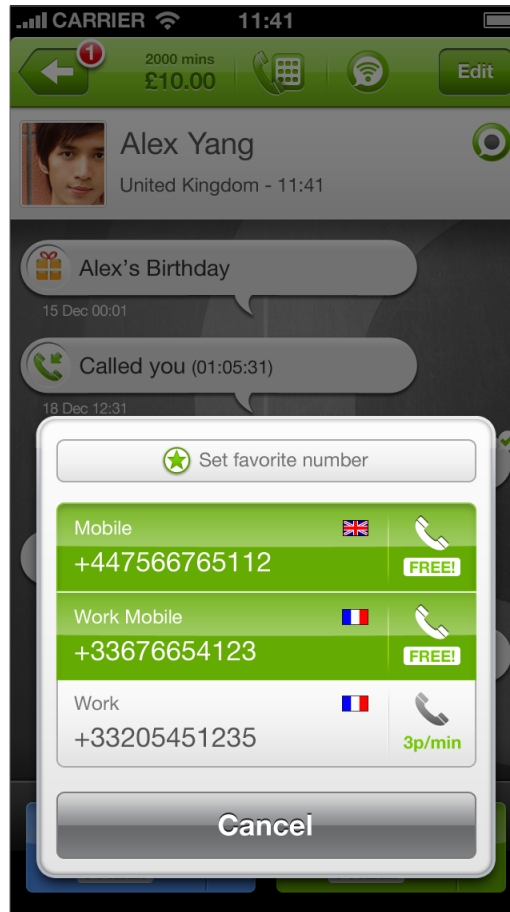 CARRIER 11:41
1
2000 mins
£10.00
Edit
Alex Yang
United Kingdom - 11:41
Alex's Birthday
15 Dec 00:01
Called you (01:05:31)
18 Dec 12:31
Set favorite number
Mobile
+447566765112
FREE!
Work Mobile
+33676654123
FREE!
Work
+33205451235
3p/min
Cancel